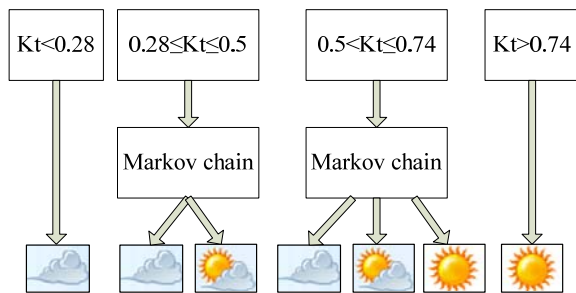 Kt<0.28
0.28≤Kt≤0.5
0.5<Kt≤0.74
Kt>0.74
Markov chain
Markov chain